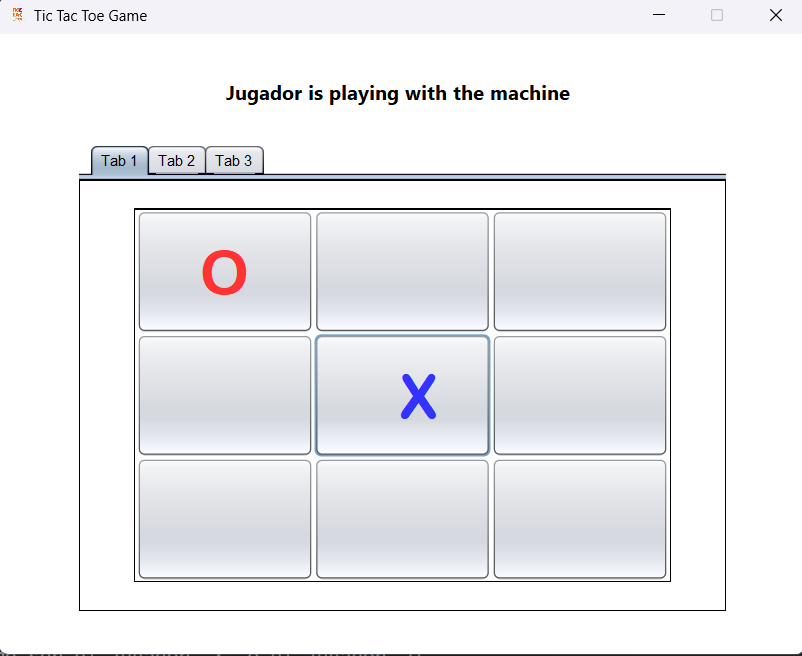 Tic Tac Toe Game
Jugador is playing with the machine
Tab 1 Tab 2 Tab 3
O
X